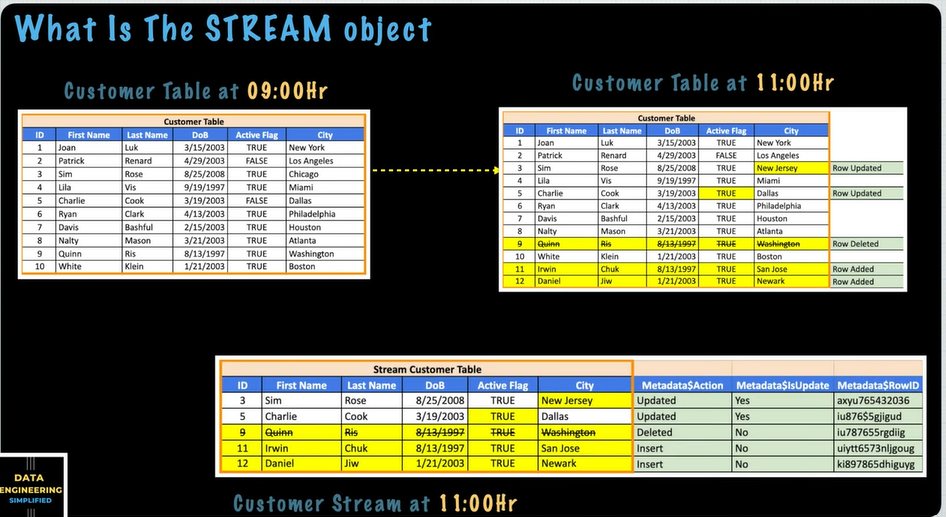 What Is The STREAM object
Customer Table at 09:00Hr
Customer Table
ID First Name Last Name DoB Active Flag City
1 Joan Luk 3/15/2003 TRUE New York
2 Patrick Renard 4/29/2003 FALSE Los Angeles
3 Sim Rose 8/25/2008 TRUE Chicago
4 Lila Vis 9/19/1997 TRUE Miami
5 Charlie Cook 3/19/2003 FALSE Dallas
6 Ryan Clark 4/13/2003 TRUE Philadelphia
7 Davis Bashful 2/15/2003 TRUE Houston
8 Nalty Mason 3/21/2003 TRUE Atlanta
9 Quinn Ris 8/13/1997 TRUE Washington
10 White Klein 1/21/2003 TRUE Boston
Customer Table at 11:00Hr
Customer Table
ID First Name Last Name DoB Active Flag City
1 Joan Luk 3/15/2003 TRUE New York
2 Patrick Renard 4/29/2003 FALSE Los Angeles
3 Sim Rose 8/25/2008 TRUE New Jersey Row Updated
4 Lila Vis 9/19/1997 TRUE Miami
5 Charlie Cook 3/19/2003 TRUE Dallas Row Updated
6 Ryan Clark 4/13/2003 TRUE Philadelphia
7 Davis Bashful 2/15/2003 TRUE Houston
8 Nalty Mason 3/21/2003 TRUE Atlanta
9 Quinn Ris 8/13/1997 TRUE Washington Row Deleted
10 White Klein 1/21/2003 TRUE Boston
11 Irwin Chuk 8/13/1997 TRUE San Jose Row Added
12 Daniel Jiw 1/21/2003 TRUE Newark Row Added
Stream Customer Table
ID First Name Last Name DoB Active Flag City Metadata$Action Metadata$IsUpdate Metadata$RowID
3 Sim Rose 8/25/2008 TRUE New Jersey Updated Yes axyu765432036
5 Charlie Cook 3/19/2003 TRUE Dallas Updated Yes iu876$5gjigud
9 Quinn Ris 8/13/1997 TRUE Washington Deleted No iu787655rgdiig
11 Irwin Chuk 8/13/1997 TRUE San Jose Insert No uiytt6573nljgoug
12 Daniel Jiw 1/21/2003 TRUE Newark Insert No ki897865dhiguyg
Customer Stream at 11:00Hr
DATA
ENGINEERING
SIMPLIFIED